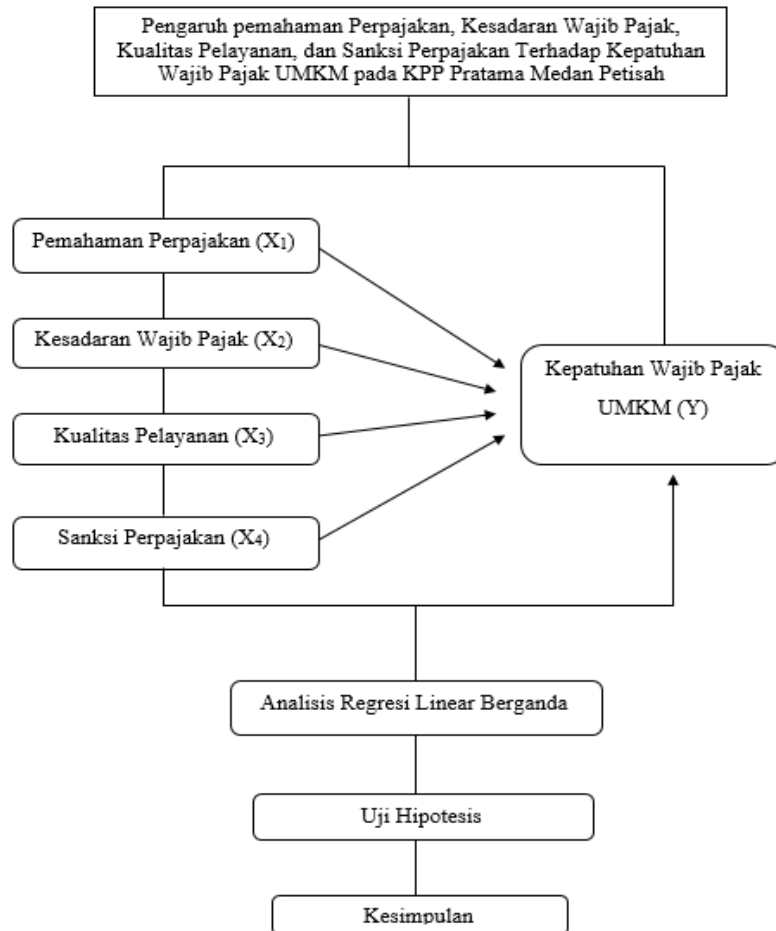 Pengaruh pemahaman Perpajakan, Kesadaran Wajib Pajak,
Kualitas Pelayanan, dan Sanksi Perpajakan Terhadap Kepatuhan
Wajib Pajak UMKM pada KPP Pratama Medan Petisah
Pemahaman Perpajakan (X₁)
Kesadaran Wajib Pajak (X₂)
Kualitas Pelayanan (X₃)
Sanksi Perpajakan (X₄)
Kepatuhan Wajib Pajak
UMKM (Y)
Analisis Regresi Linear Berganda
Uji Hipotesis
Kesimpulan